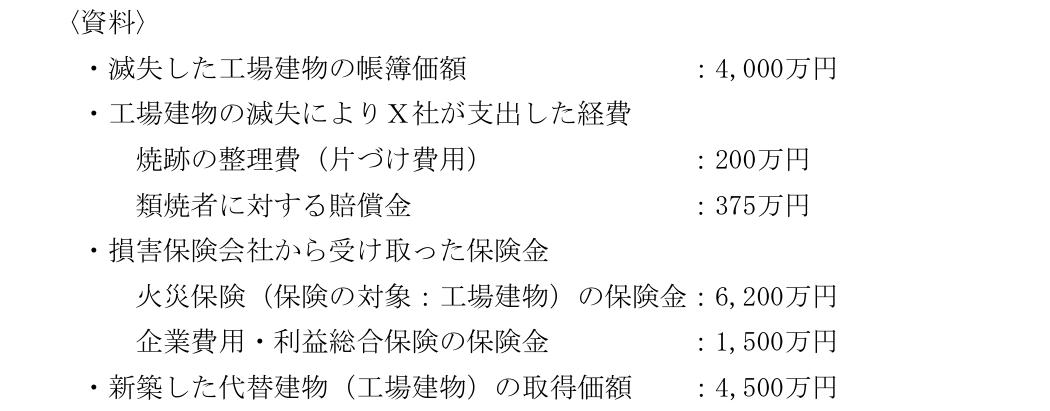 〈資料〉
・滅失した工場建物の帳簿価額　：4,000万円
・工場建物の滅失によりＸ社が支出した経費
焼跡の整理費（片づけ費用）　：200万円
類焼者に対する賠償金　：375万円
・損害保険会社から受け取った保険金
火災保険（保険の対象：工場建物）の保険金：6,200万円
企業費用・利益総合保険の保険金　：1,500万円
・新築した代替建物（工場建物）の取得価額　：4,500万円